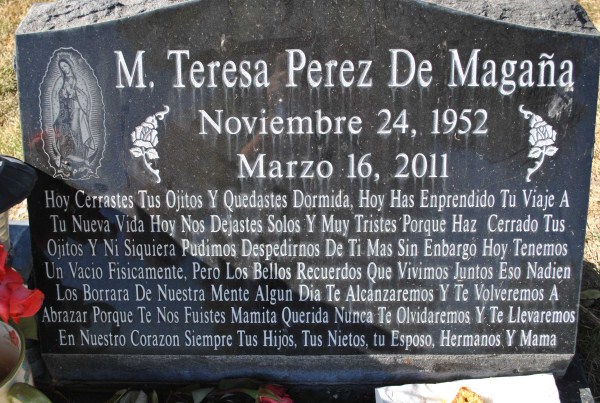 M. Teresa Perez De Magaña
Noviembre 24, 1952
Marzo 16, 2011
Hoy Cerrastes Tus Ojitos Y Quedastes Dormida, Hoy Has Enprendido Tu Viaje A
Tu Nueva Vida Hoy Nos Dejastes Solos Y Muy Tristes Porque Haz Cerrado Tus
Ojitos Y Ni Siquiera Pudimos Despedirnos De Ti Mas Sin Enbargo Hoy Tenemos
Un Vacio Fisicamente, Pero Los Bellos Recuerdos Que Vivimos Juntos Eso Nadien
Los Borrara De Nuestra Mente Algun Dia Te Alcanzaremos Y Te Volveremos A
Abrazar Porque Te Nos Fuistes Mamita Querida Nunca Te Olvidaremos Y Te Llevaremos
En Nuestro Corazon Siempre Tus Hijos, Tus Nietos, tu Esposo, Hermanos Y Mama